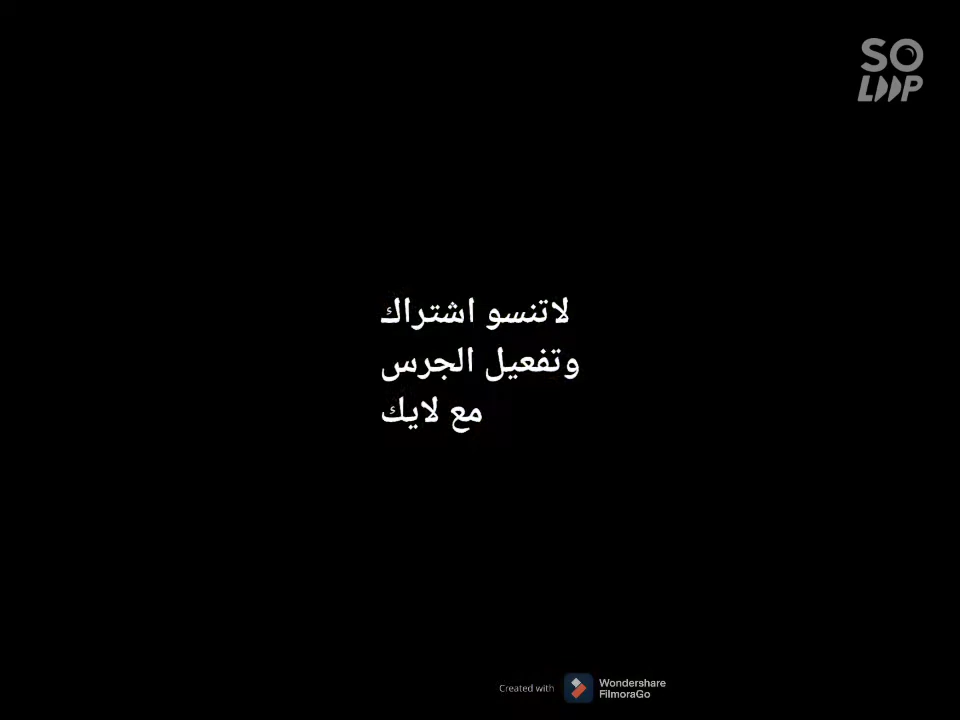 SO
LOOP
لاتنسو اشتراك
وتفعيل الجرس
مع لايك
Created with
Wondershare
FilmoraGo